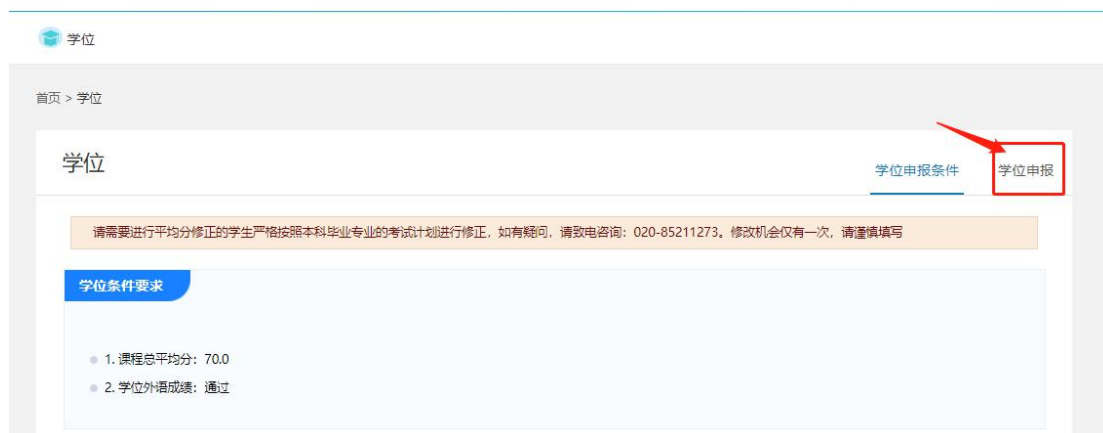 学位
首页 > 学位
学位
学位申报条件
学位申报
请需要进行平均分修正的学生严格按照本科毕业专业的考试计划进行修正，如有疑问，请致电咨询：020-85211273。修改机会仅有一次，请谨慎填写
学位条件要求
1. 课程总平均分：70.0
2. 学位外语成绩：通过